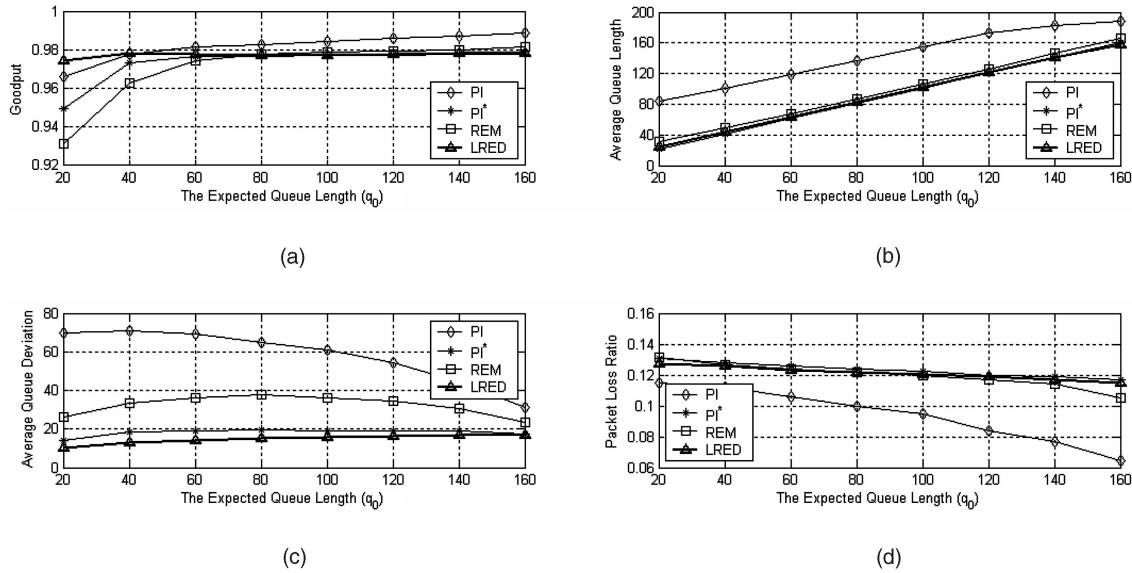 1
0.98
0.96
0.94
0.92
Goodput
PI
PI*
REM
LRED
20 40 60 80 100 120 140 160
The Expected Queue Length (q0)
(a)
200
160
120
80
40
0
Average Queue Length
PI
PI*
REM
LRED
20 40 60 80 100 120 140 160
The Expected Queue Length (q0)
(b)
80
60
40
20
0
Average Queue Deviation
PI
PI*
REM
LRED
20 40 60 80 100 120 140 160
The Expected Queue Length (q0)
(c)
0.16
0.14
0.12
0.1
0.08
0.06
Packet Loss Ratio
PI
PI*
REM
LRED
20 40 60 80 100 120 140 160
The Expected Queue Length (q0)
(d)